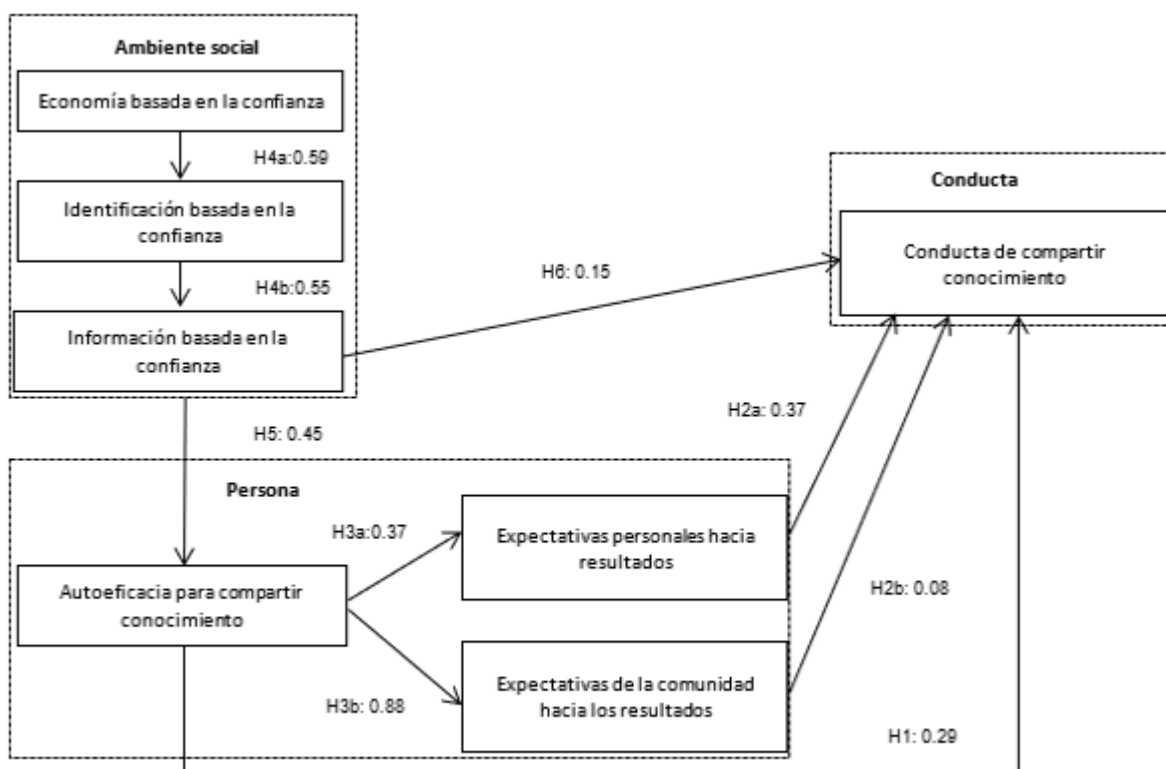 Ambiente social
Economía basada en la confianza
H4a:0.59
Identificación basada en la
confianza
H4b:0.55
Información basada en la
confianza
H5: 0.45
H6: 0.15
Conducta
Conducta de compartir
conocimiento
H2a: 0.37
H2b: 0.08
H1: 0.29
Persona
Autoeficacia para compartir
conocimiento
H3a:0.37
H3b: 0.88
Expectativas personales hacia
resultados
Expectativas de la comunidad
hacia los resultados